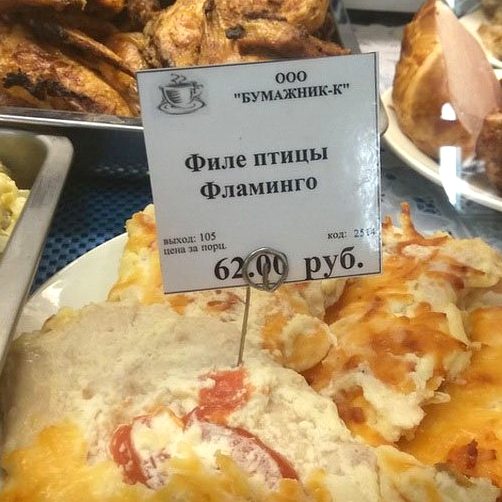 ООО
"БУМАЖНИК-К"
Филе птицы
Фламинго
выход: 105 код: 2514
цена за порц.
62.00 руб.